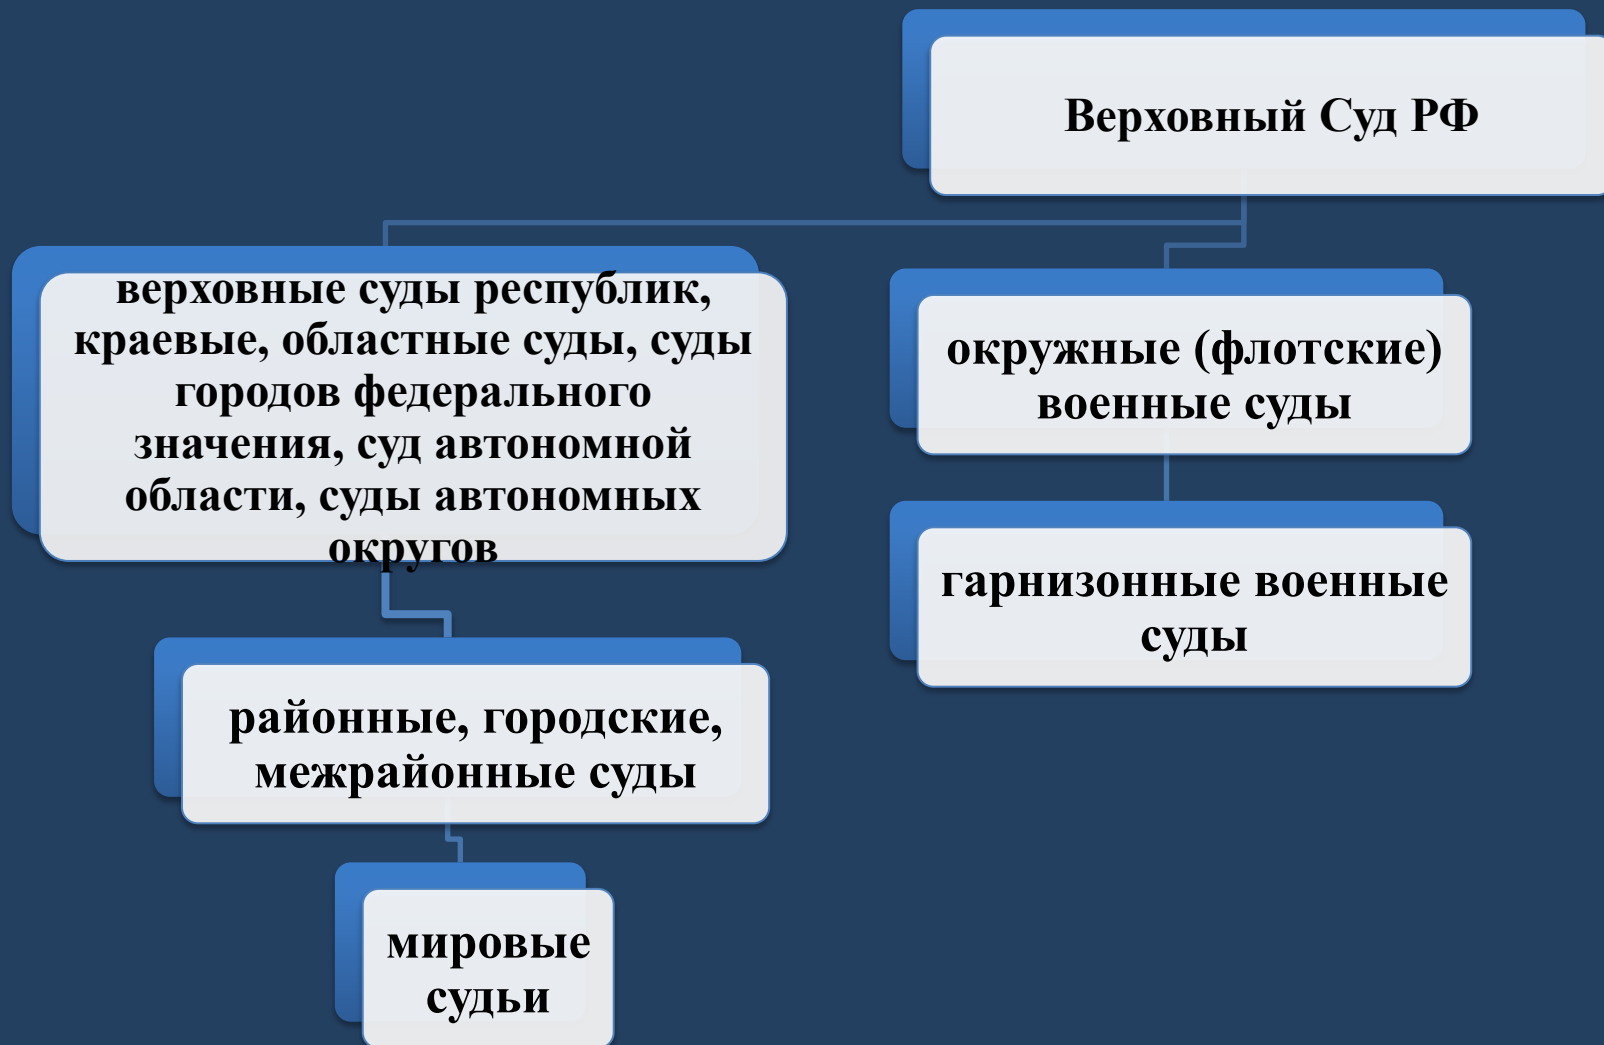 Верховный Суд РФ
верховные суды республик,
краевые, областные суды, суды
городов федерального
значения, суд автономной
области, суды автономных
округов
окружные (флотские)
военные суды
гарнизонные военные
суды
районные, городские,
межрайонные суды
мировые
судьи